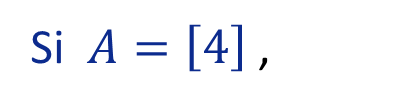 Si A = [4] ,